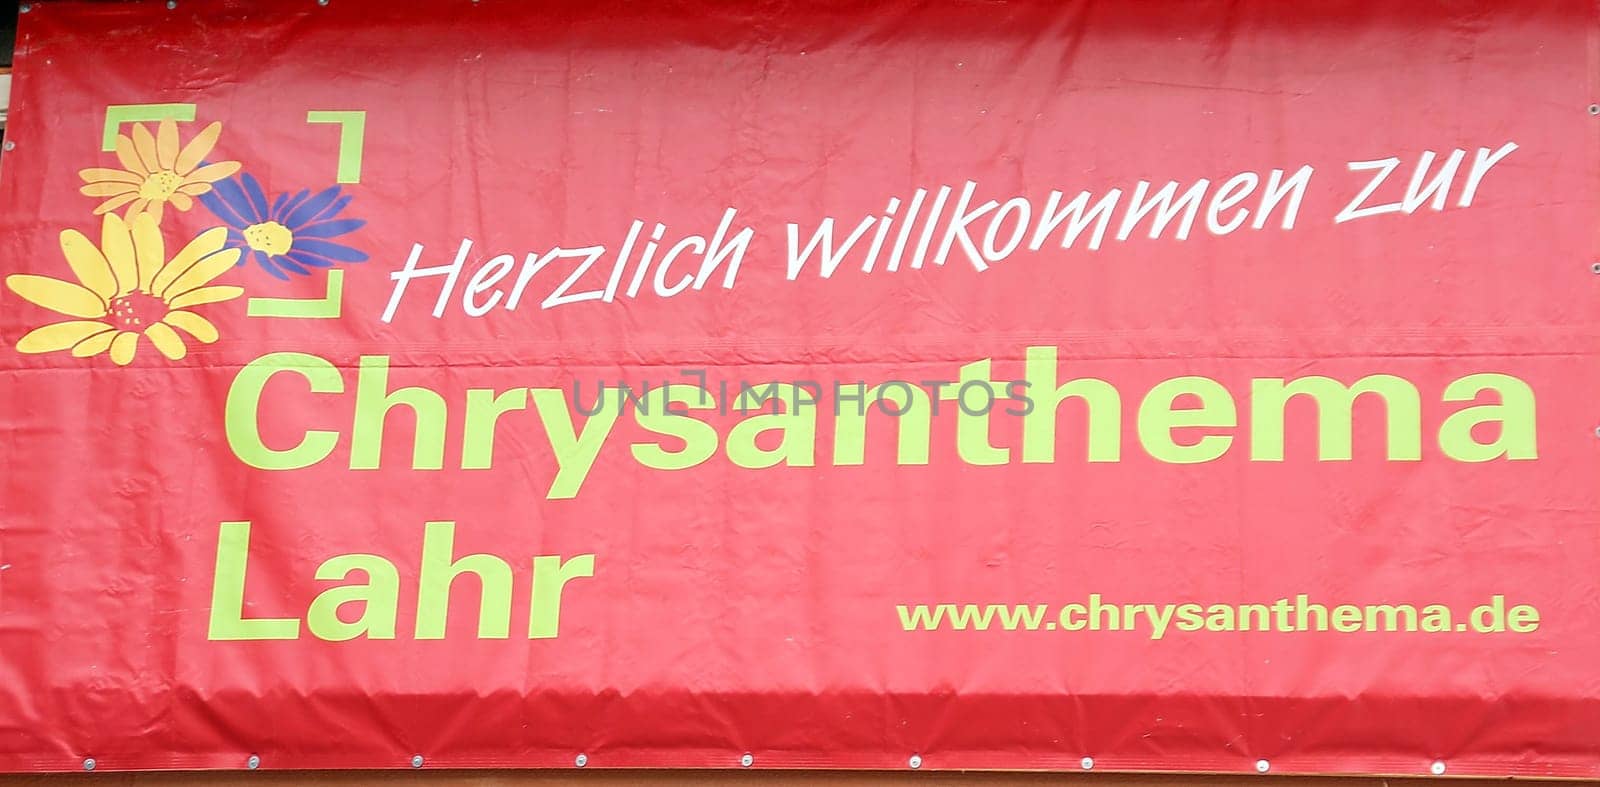 Herzlich willkommen zur
Chrysanthema
UNLIMPHOTOS
Lahr
www.chrysanthema.de